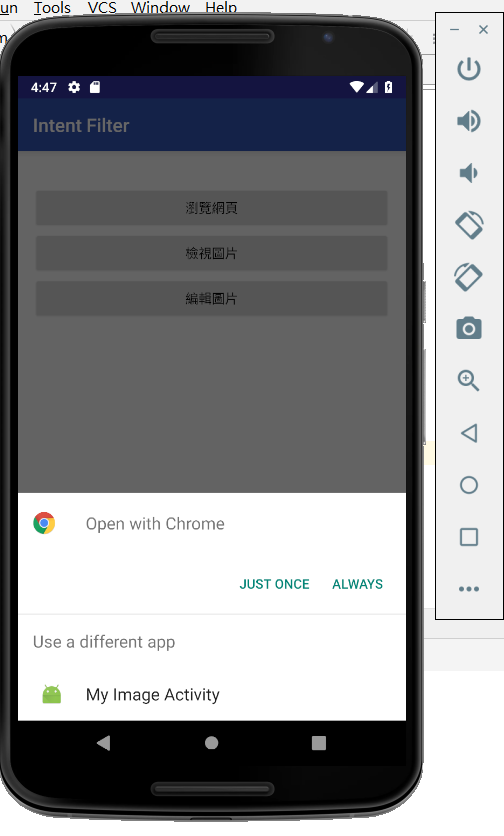 un Tools VCS Window Help
4:47
Intent Filter
瀏覽網頁
檢視圖片
編輯圖片
Open with Chrome
JUST ONCE ALWAYS
Use a different app
My Image Activity